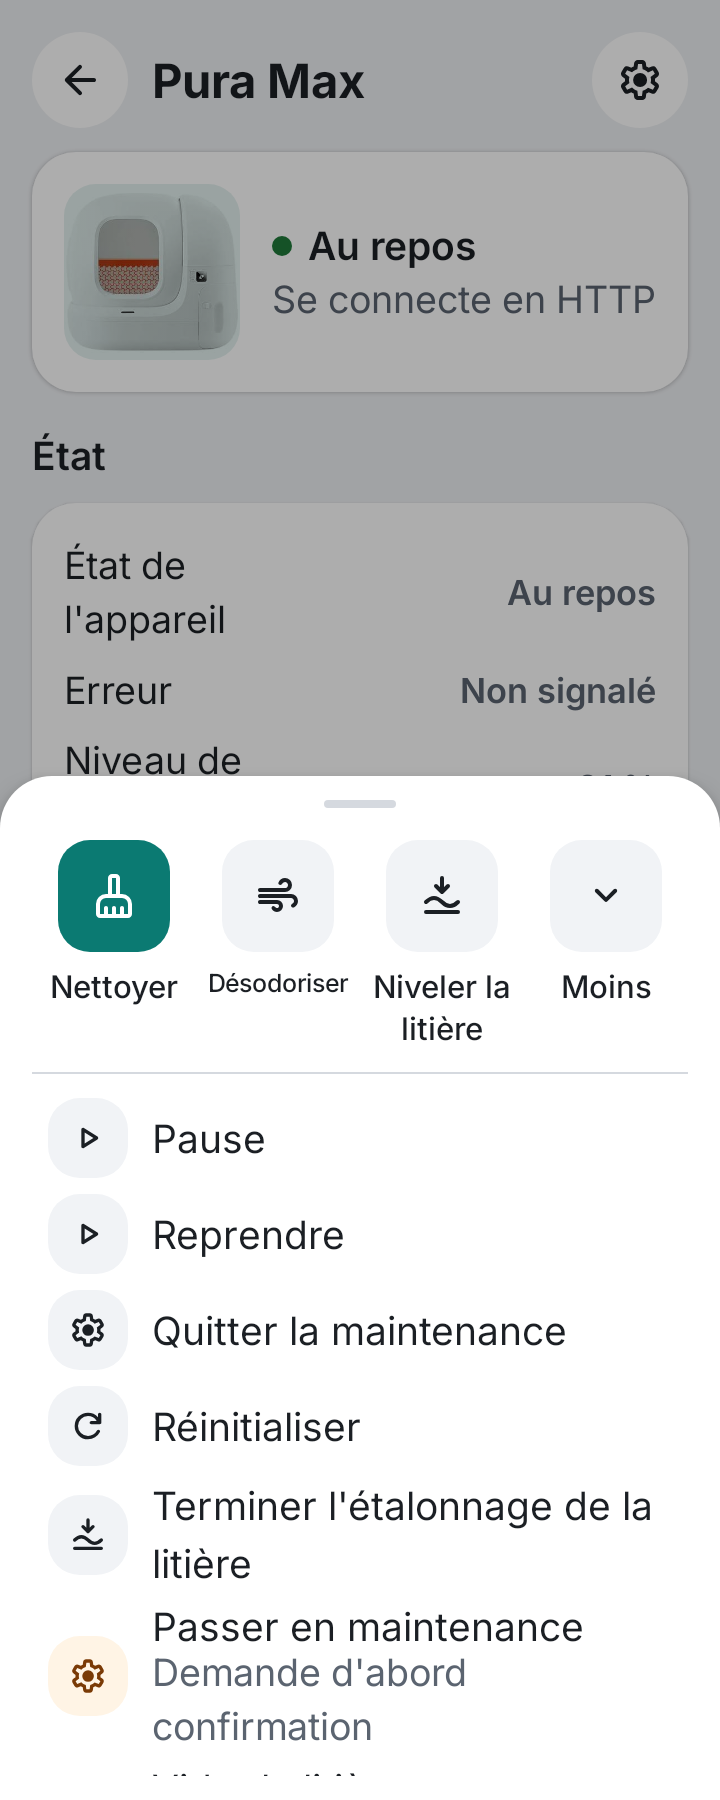 Pura Max
Au repos
Se connecte en HTTP
État
État de
l'appareil
Au repos
Erreur
Non signalé
Niveau de
Nettoyer
Désodoriser
Niveler la
litière
Moins
Pause
Reprendre
Quitter la maintenance
Réinitialiser
Terminer l'étalonnage de la
litière
Passer en maintenance
Demande d'abord
confirmation